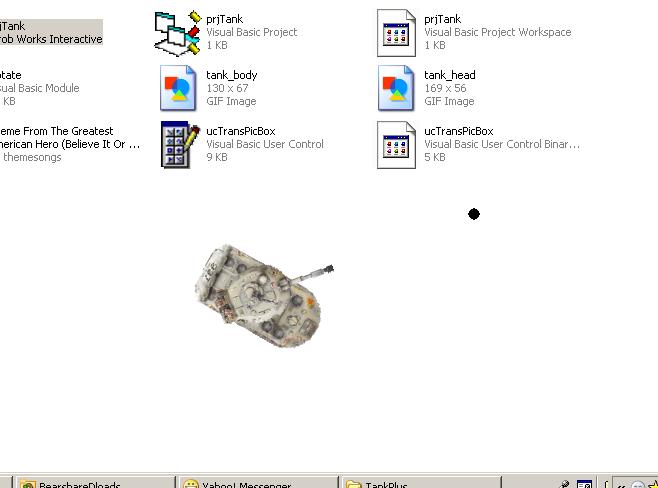 jTank
rob Works Interactive
prjTank
Visual Basic Project
1 KB
prjTank
Visual Basic Project Workspace
1 KB
otate
sual Basic Module
KB
tank_body
130 x 67
GIF Image
tank_head
169 x 56
GIF Image
eme From The Greatest
merican Hero (Believe It Or ...
themesongs
ucTransPicBox
Visual Basic User Control
9 KB
ucTransPicBox
Visual Basic User Control Binar...
5 KB
BearshareDloads
Yahoo! Messenger
TankPlus